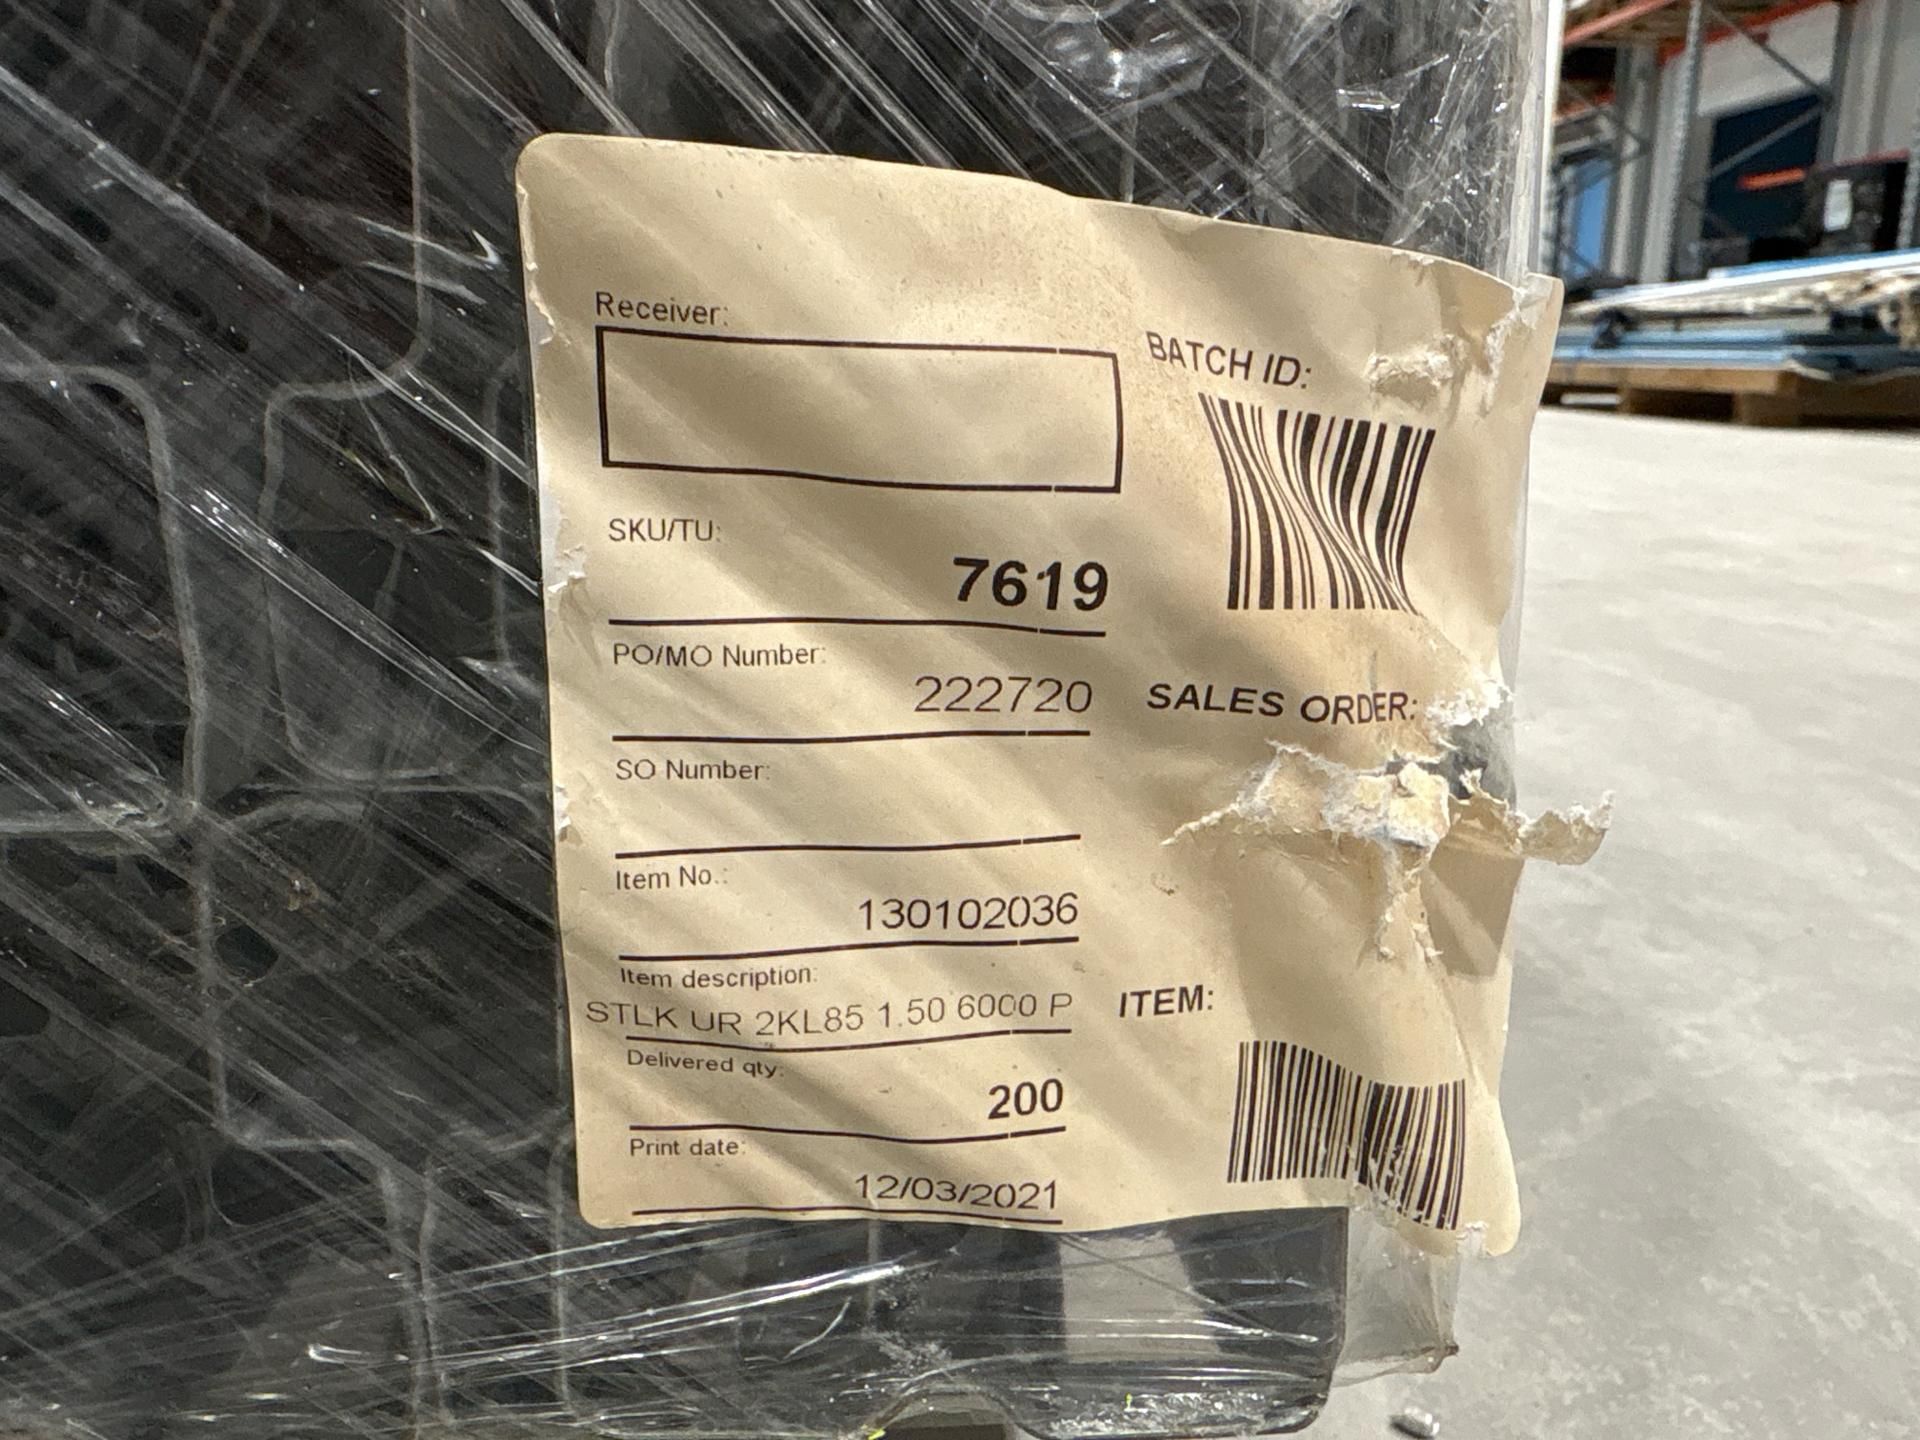 Receiver:
SKU/TU:
7619
PO/MO Number:
222720
SO Number:
Item No.:
130102036
Item description:
STLK UR 2KL85 1.50 6000 P
Delivered qty:
200
Print date:
12/03/2021
BATCH ID:
SALES ORDER:
ITEM: